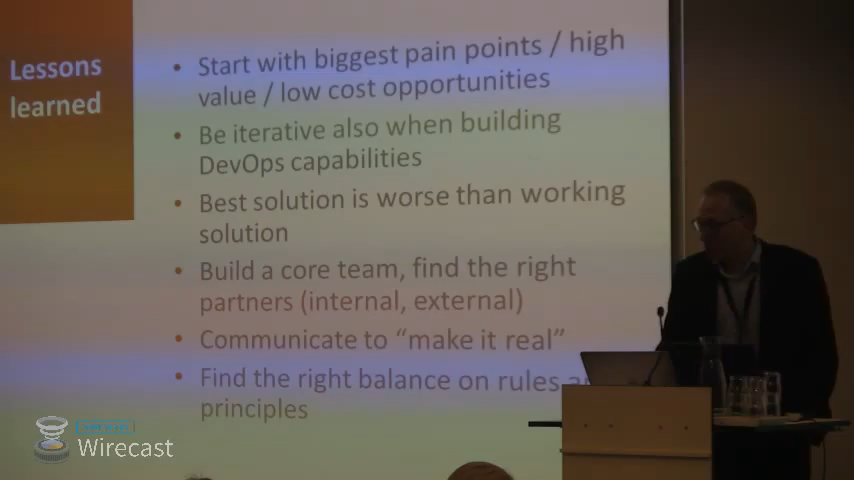 Lessons
learned
• Start with biggest pain points / high
value / low cost opportunities
• Be iterative also when building
DevOps capabilities
• Best solution is worse than working
solution
• Build a core team, find the right
partners (internal, external)
• Communicate to “make it real”
• Find the right balance on rules
principles
Wirecast